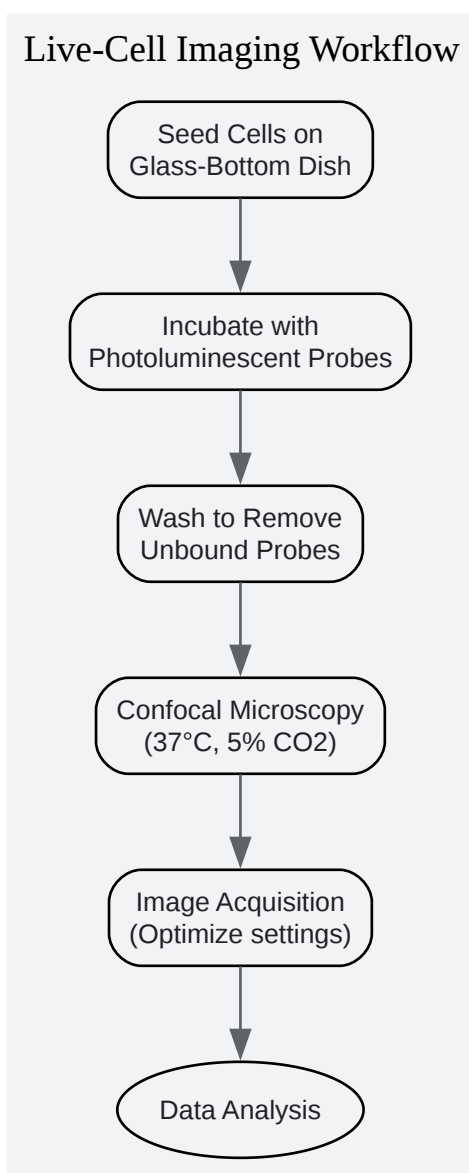 Live-Cell Imaging Workflow
Seed Cells on
Glass-Bottom Dish
Incubate with
Photoluminescent Probes
Wash to Remove
Unbound Probes
Confocal Microscopy
(37°C, 5% CO2)
Image Acquisition
(Optimize settings)
Data Analysis